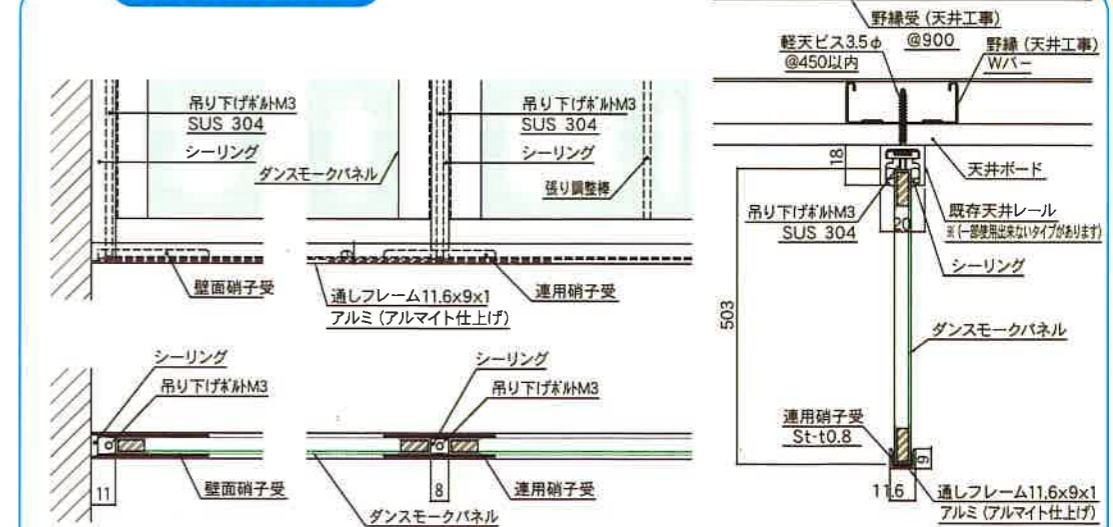 野縁受 (天井工事)
@900
軽天ビス3.5φ
@450以内
野縁 (天井工事)
Wバー
吊り下げボルトM3
SUS 304
シーリング
ダンスモークパネル
吊り下げボルトM3
SUS 304
シーリング
張り調整棒
壁面硝子受
通しフレーム11.6x9x1
アルミ (アルマイト仕上げ)
連用硝子受
シーリング
吊り下げボルトM3
シーリング
吊り下げボルトM3
11
壁面硝子受
8
連用硝子受
ダンスモークパネル
18
天井ボード
吊り下げボルトM3
SUS 304
20
既存天井レール
※(一部使用出来ないタイプがあります)
シーリング
503
ダンスモークパネル
連用硝子受
St-t0.8
9
11.6
通しフレーム11.6x9x1
アルミ (アルマイト仕上げ)